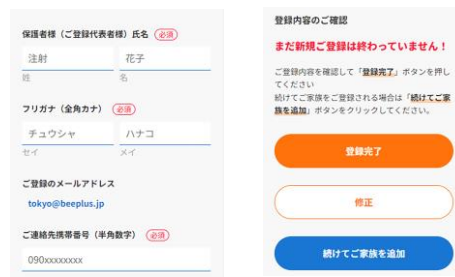 保護者様（ご登録代表者様）氏名 必須
注射 花子
姓 名
フリガナ（全角カナ） 必須
チュウシャ ハナコ
セイ メイ
ご登録のメールアドレス
tokyo@beeplus.jp
ご連絡先携帯番号（半角数字） 必須
090xxxxxxxx
登録内容のご確認
まだ新規ご登録は終わっていません！
ご登録内容を確認して「登録完了」ボタンを押し
てください
続けてご家族をご登録される場合は「続けてご家
族を追加」ボタンをクリックしてください。
登録完了
修正
続けてご家族を追加